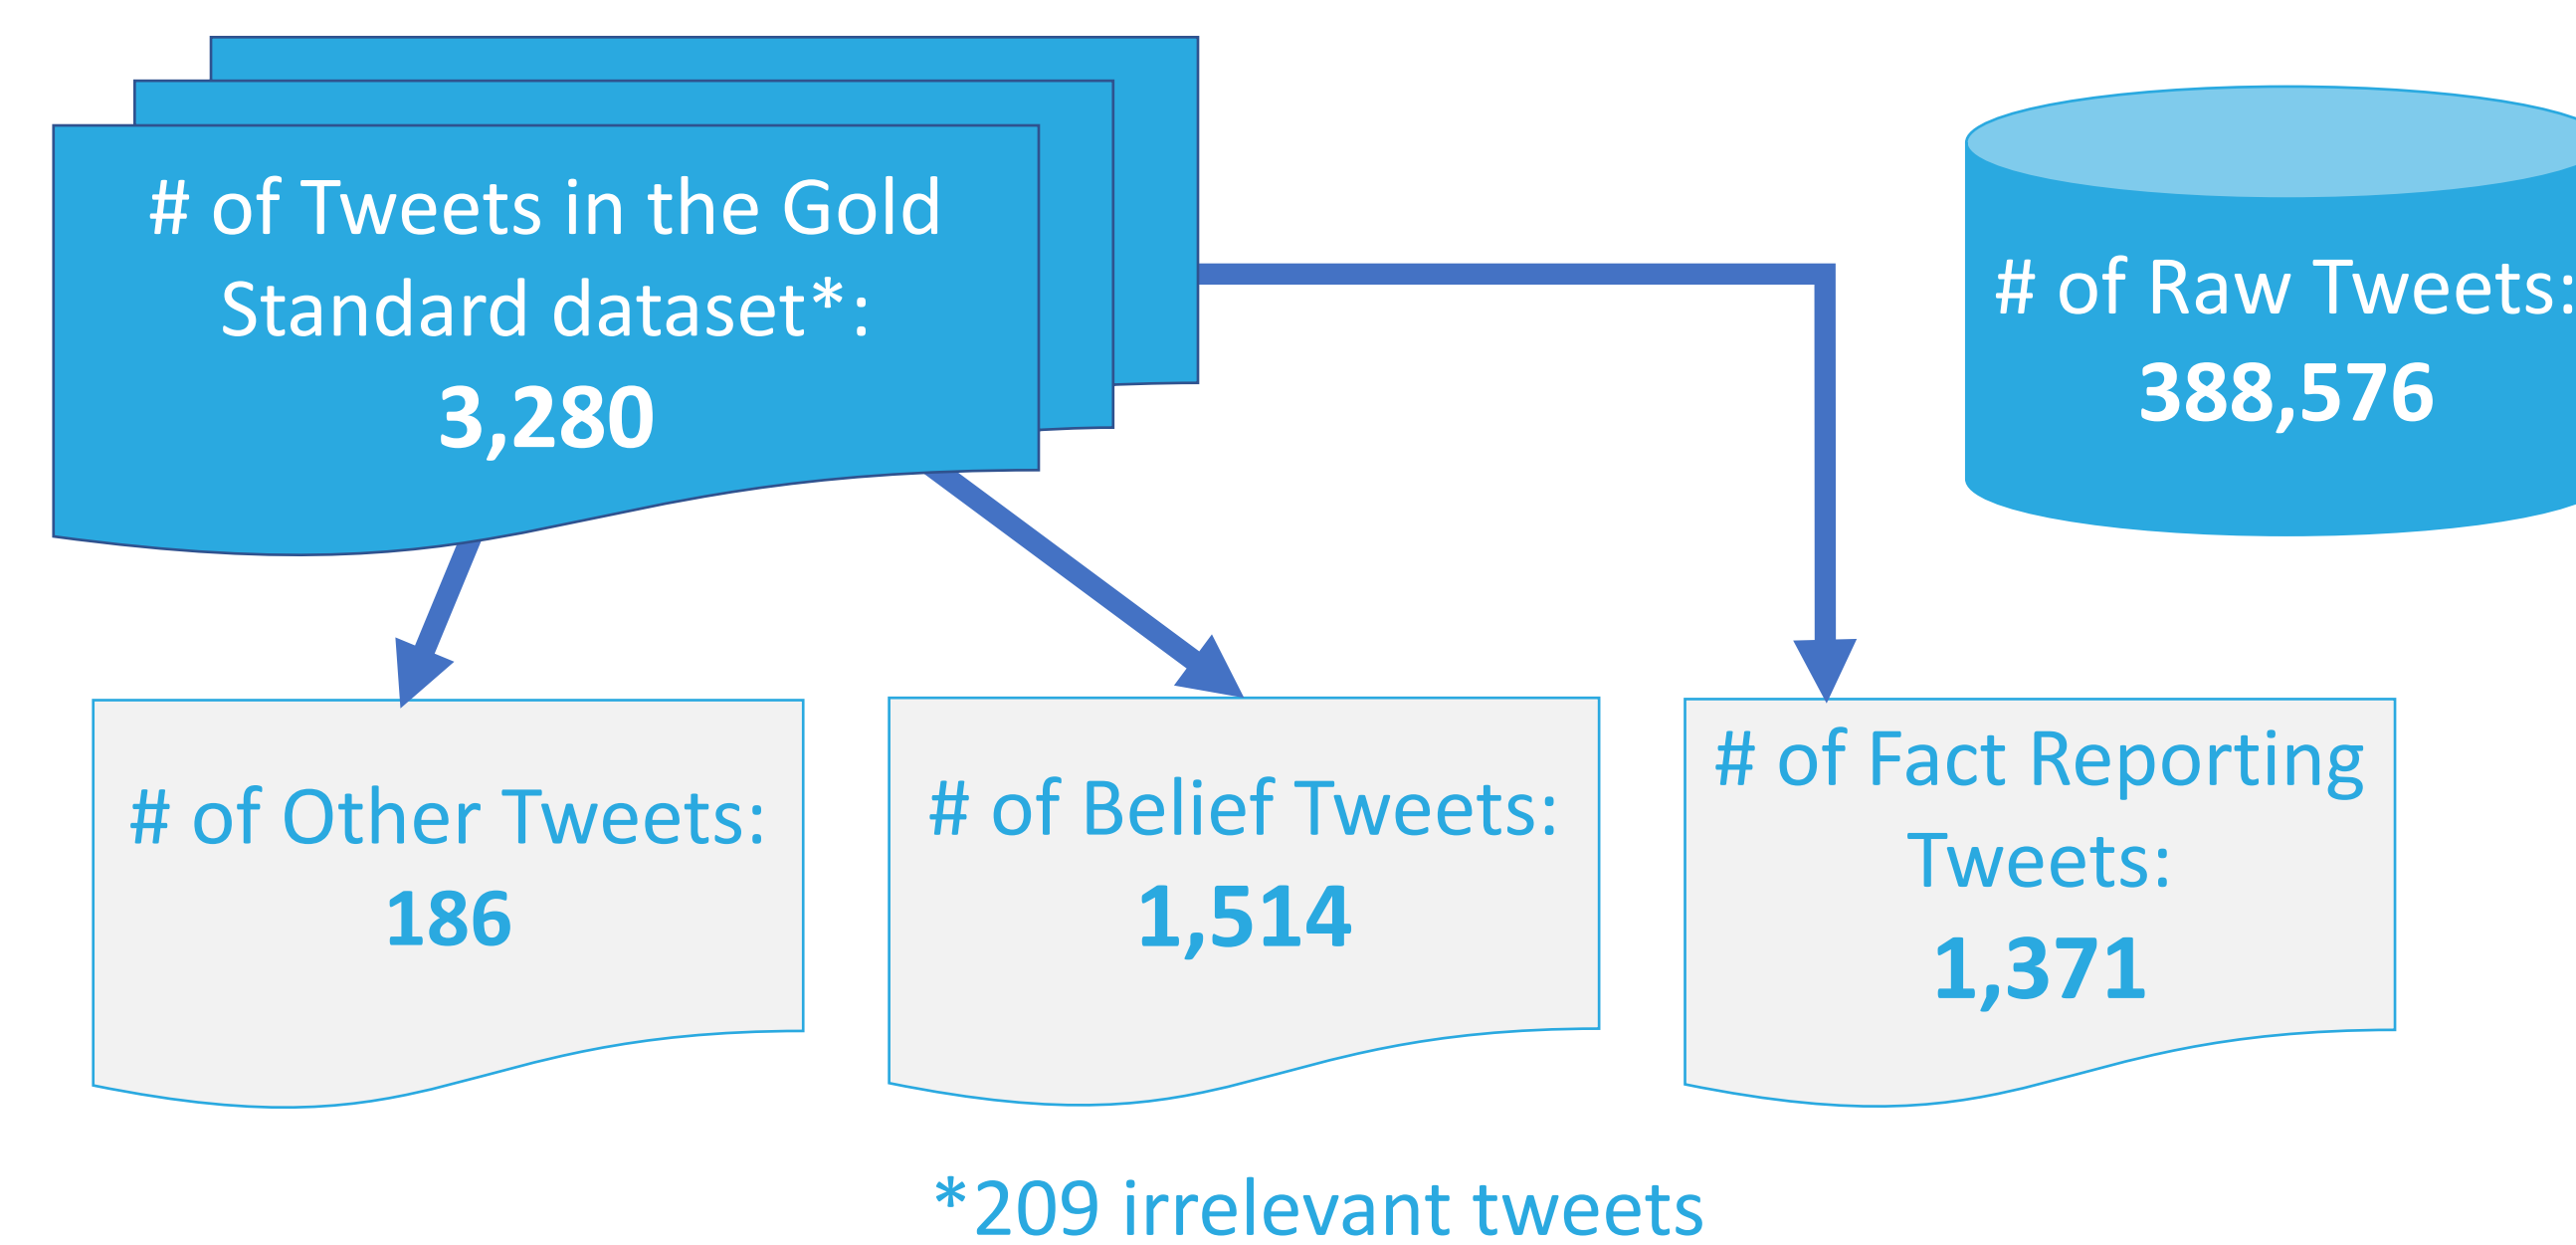 # of Tweets in the Gold
Standard dataset*:
3,280
# of Raw Tweets:
388,576
# of Other Tweets:
186
# of Belief Tweets:
1,514
# of Fact Reporting
Tweets:
1,371
*209 irrelevant tweets